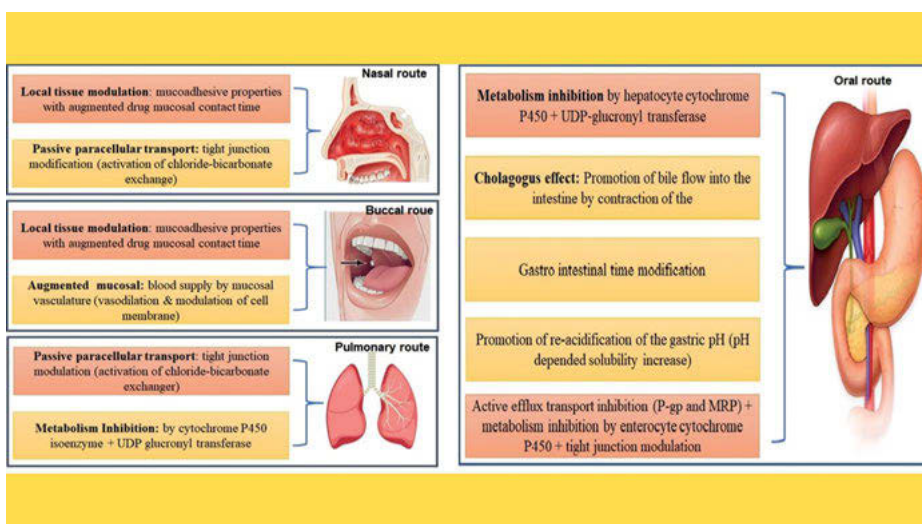 Nasal route
Local tissue modulation: mucoadhesive properties
with augmented drug mucosal contact time
Passive paracellular transport: tight junction
modification (activation of chloride-bicarbonate
exchange)
Buccal roue
Local tissue modulation: mucoadhesive properties
with augmented drug mucosal contact time
Augmented mucosal: blood supply by mucosal
vasculature (vasodilation & modulation of cell
membrane)
Pulmonary route
Passive paracellular transport: tight junction
modulation (activation of chloride-bicarbonate
exchanger)
Metabolism Inhibition: by cytochrome P450
isoenzyme + UDP glucronyl transferase
Oral route
Metabolism inhibition by hepatocyte cytochrome
P450 + UDP-glucronyl transferase
Cholagogus effect: Promotion of bile flow into the
intestine by contraction of the
Gastro intestinal time modification
Promotion of re-acidification of the gastric pH (pH
depended solubility increase)
Active efflux transport inhibition (P-gp and MRP) +
metabolism inhibition by enterocyte cytochrome
P450 + tight junction modulation